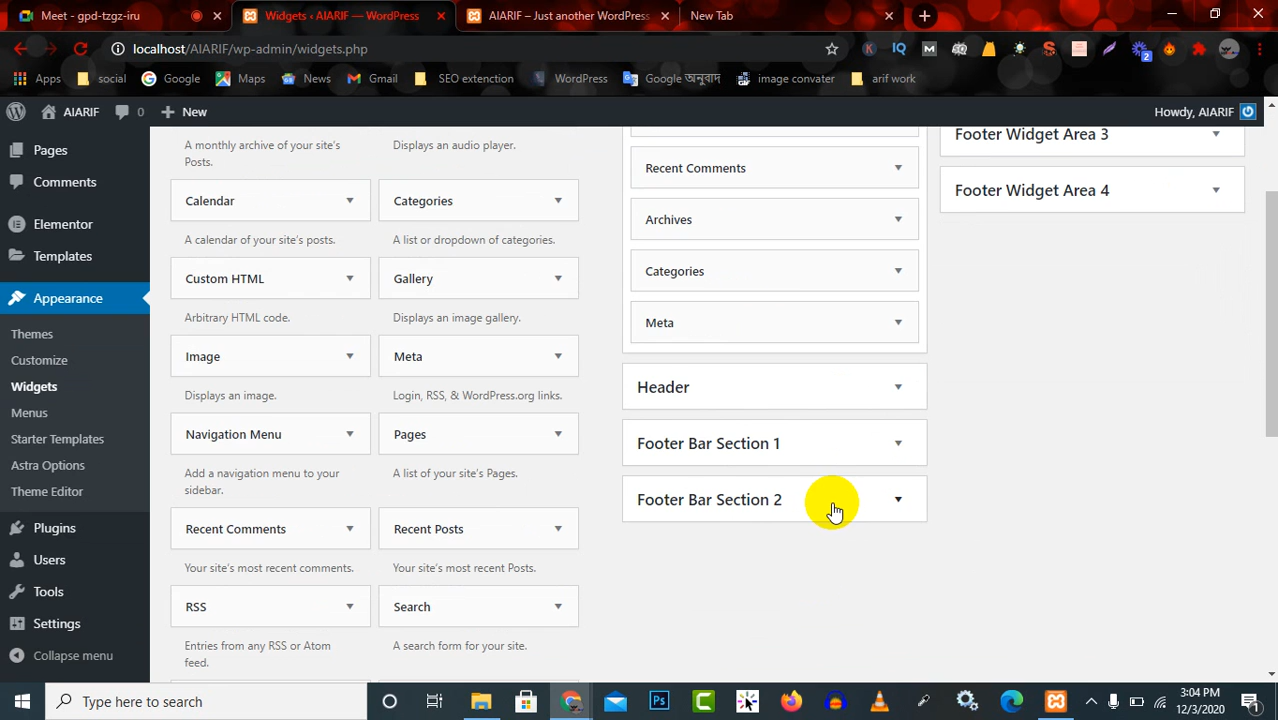 Meet - gpd-tzgz-iru
Widgets ‹ AIARIF — WordPress
AIARIF – Just another WordPress
New Tab
localhost/AIARIF/wp-admin/widgets.php
Apps
social
Google
Maps
News
Gmail
SEO extenction
WordPress
Google অনুবাদ
image convater
arif work
AIARIF
0
New
Howdy, AIARIF
Pages
Comments
Elementor
Templates
Appearance
Themes
Customize
Widgets
Menus
Starter Templates
Astra Options
Theme Editor
Plugins
Users
Tools
Settings
Collapse menu
A monthly archive of your site's
Posts.
Displays an audio player.
Calendar
Categories
A calendar of your site's posts.
A list or dropdown of categories.
Custom HTML
Gallery
Arbitrary HTML code.
Displays an image gallery.
Image
Meta
Displays an image.
Login, RSS, & WordPress.org links.
Navigation Menu
Pages
Add a navigation menu to your
sidebar.
A list of your site's Pages.
Recent Comments
Recent Posts
Your site's most recent comments.
Your site's most recent Posts.
RSS
Search
Entries from any RSS or Atom
feed.
A search form for your site.
Recent Comments
Archives
Categories
Meta
Header
Footer Bar Section 1
Footer Bar Section 2
Footer Widget Area 3
Footer Widget Area 4
Type here to search
3:04 PM
12/3/2020